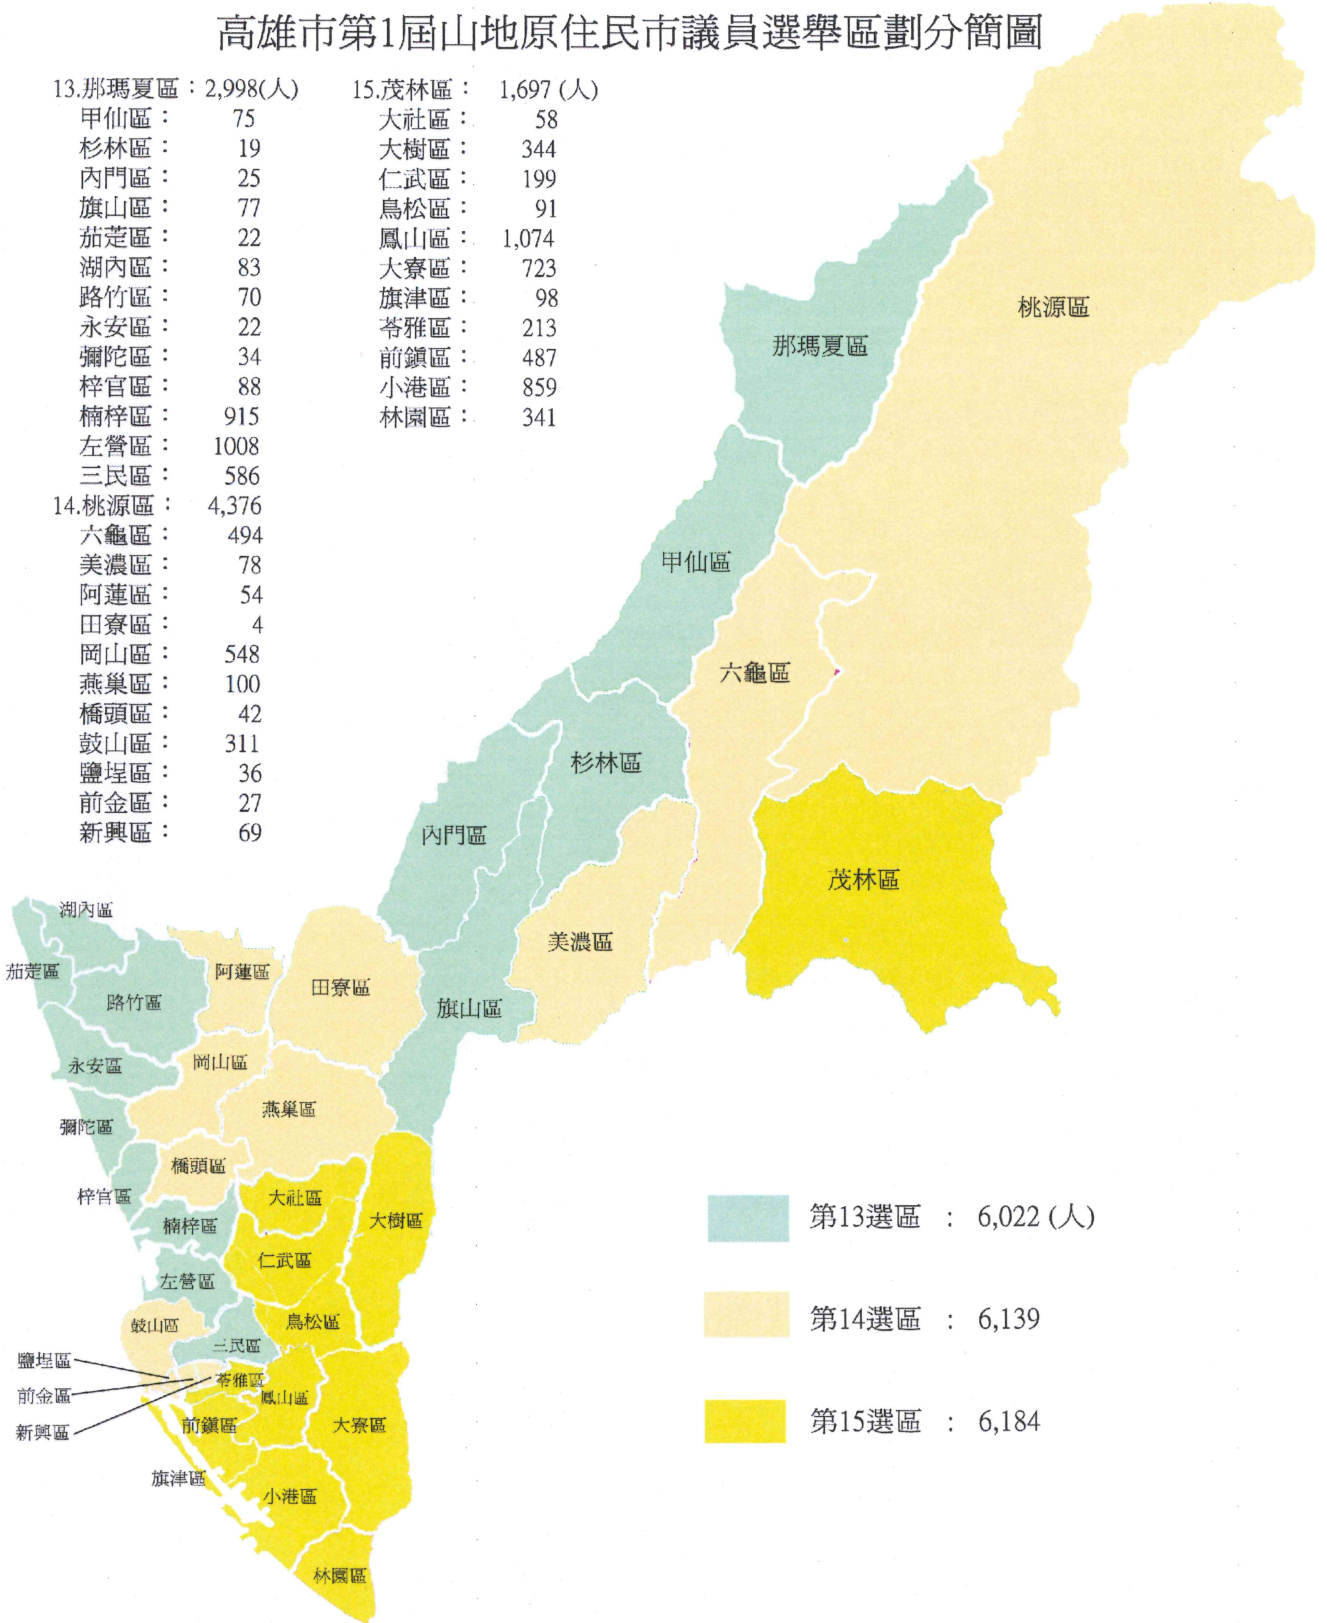 高雄市第1屆山地原住民市議員選舉區劃分簡圖
13.那瑪夏區：2,998(人)
甲仙區： 75
杉林區： 19
內門區： 25
旗山區： 77
茄萣區： 22
湖內區： 83
路竹區： 70
永安區： 22
彌陀區： 34
梓官區： 88
楠梓區： 915
左營區： 1008
三民區： 586
14.桃源區： 4,376
六龜區： 494
美濃區： 78
阿蓮區： 54
田寮區： 4
岡山區： 548
燕巢區： 100
橋頭區： 42
鼓山區： 311
鹽埕區： 36
前金區： 27
新興區： 69
15.茂林區： 1,697 (人)
大社區： 58
大樹區： 344
仁武區： 199
鳥松區： 91
鳳山區： 1,074
大寮區： 723
旗津區： 98
苓雅區： 213
前鎮區： 487
小港區： 859
林園區： 341
桃源區
那瑪夏區
甲仙區
六龜區
杉林區
內門區
茂林區
美濃區
湖內區
茄萣區
阿蓮區
田寮區
路竹區
旗山區
永安區
岡山區
燕巢區
彌陀區
橋頭區
梓官區
大社區
楠梓區
大樹區
仁武區
左營區
鳥松區
鼓山區
三民區
鹽埕區
苓雅區
前金區
鳳山區
前鎮區
大寮區
新興區
旗津區
小港區
林園區
第13選區 ： 6,022 (人)
第14選區 ： 6,139
第15選區 ： 6,184